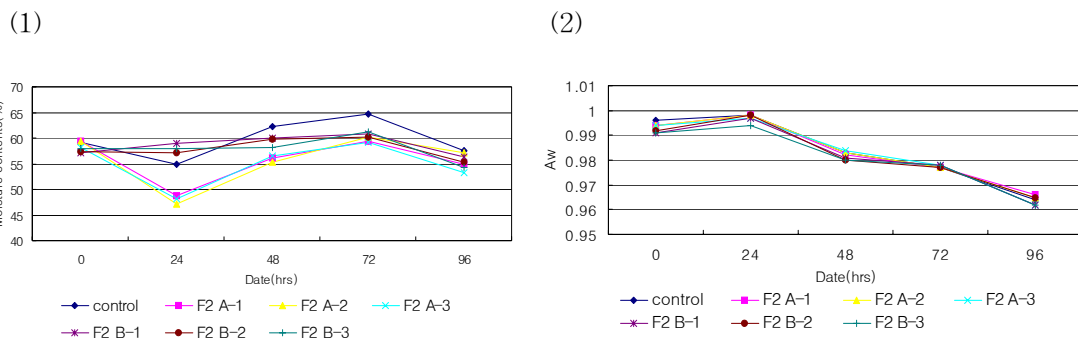 (1)
(2)
70
65
60
55
50
45
40
0 24 48 72 96
Date(hrs)
control F2 A-1 F2 A-2 F2 A-3
F2 B-1 F2 B-2 F2 B-3
Aw
1.01
1
0.99
0.98
0.97
0.96
0.95
0 24 48 72 96
Date(hrs)
control F2 A-1 F2 A-2 F2 A-3
F2 B-1 F2 B-2 F2 B-3